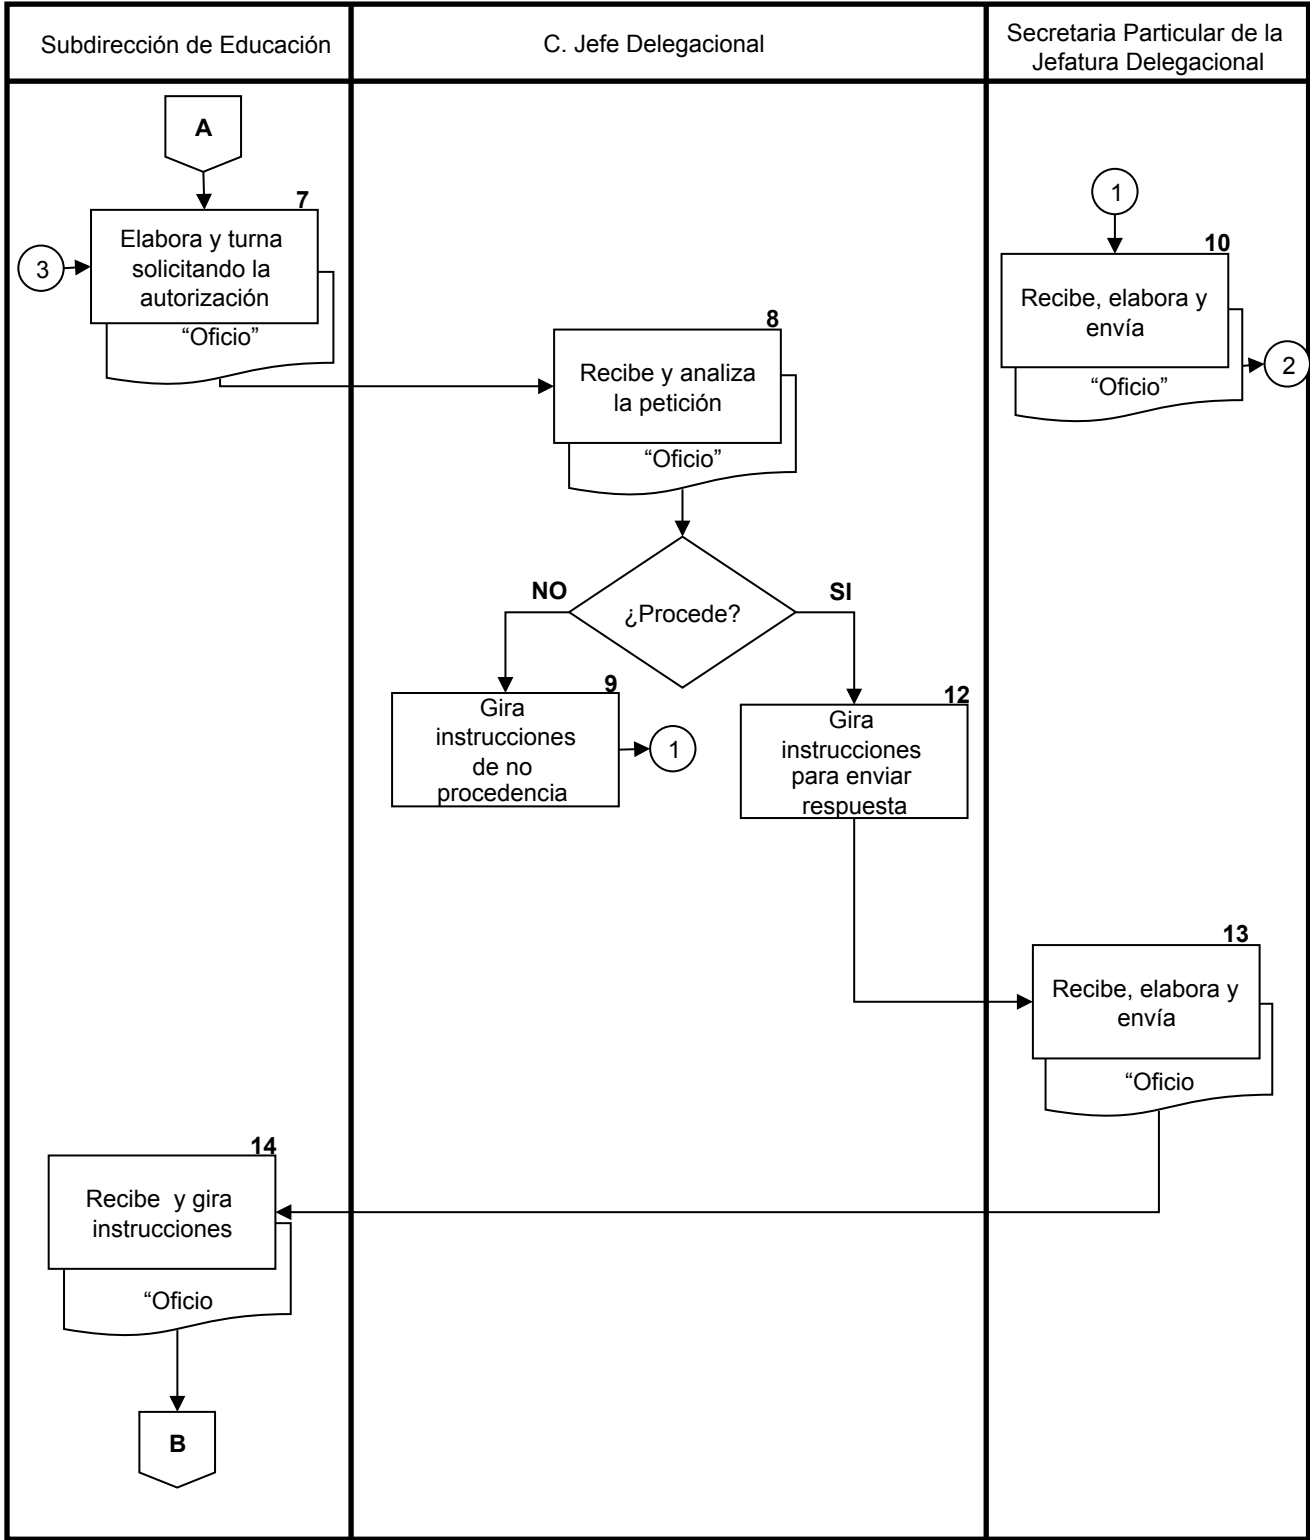 Subdirección de Educación
C. Jefe Delegacional
Secretaria Particular de la
Jefatura Delegacional
A
7
Elabora y turna
solicitando la
autorización
“Oficio”
3
1
10
Recibe, elabora y
envía
“Oficio”
2
8
Recibe y analiza
la petición
“Oficio”
¿Procede?
NO
SI
9
Gira
instrucciones
de no
procedencia
1
12
Gira
instrucciones
para enviar
respuesta
13
Recibe, elabora y
envía
“Oficio
14
Recibe y gira
instrucciones
“Oficio
B